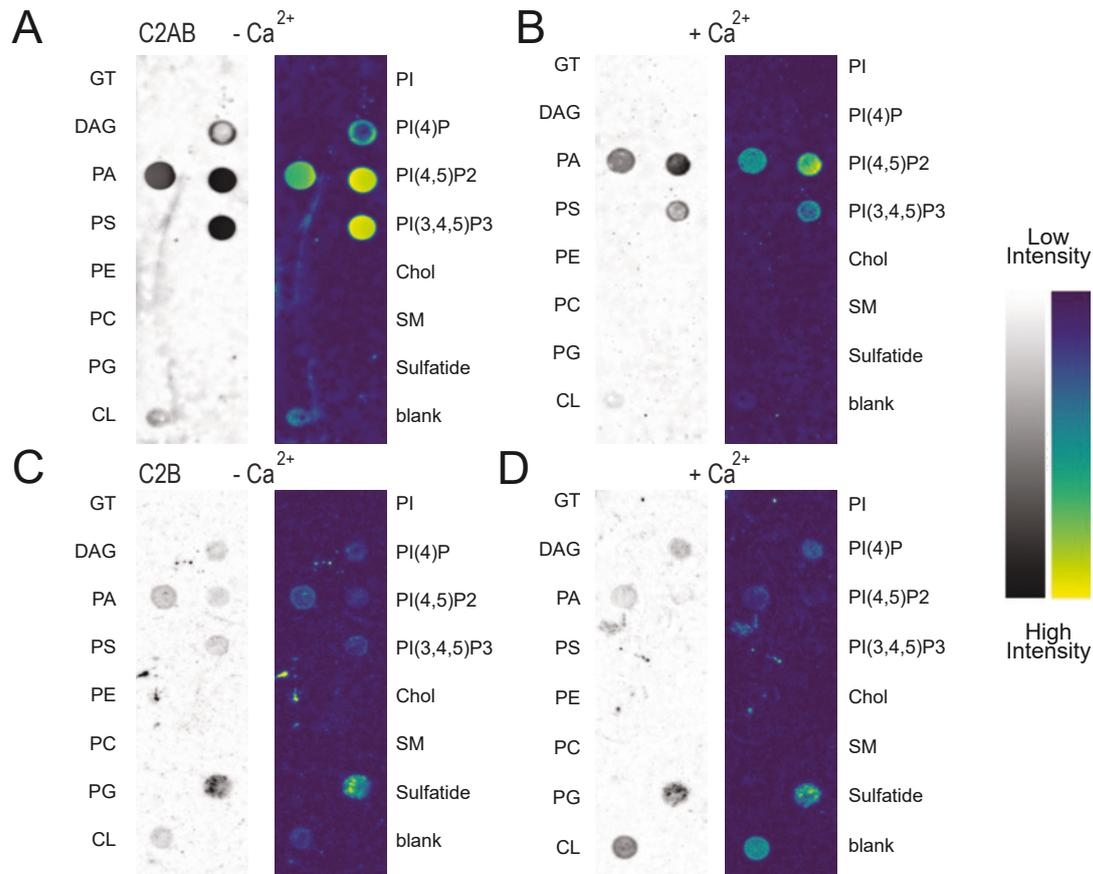 A
C2AB - Ca2+
GT
DAG
PA
PS
PE
PC
PG
CL
PI
PI(4)P
PI(4,5)P2
PI(3,4,5)P3
Chol
SM
Sulfatide
blank
B
+ Ca2+
GT
DAG
PA
PS
PE
PC
PG
CL
PI
PI(4)P
PI(4,5)P2
PI(3,4,5)P3
Chol
SM
Sulfatide
blank
Low
Intensity
High
Intensity
C
C2B - Ca2+
GT
DAG
PA
PS
PE
PC
PG
CL
PI
PI(4)P
PI(4,5)P2
PI(3,4,5)P3
Chol
SM
Sulfatide
blank
D
+ Ca2+
GT
DAG
PA
PS
PE
PC
PG
CL
PI
PI(4)P
PI(4,5)P2
PI(3,4,5)P3
Chol
SM
Sulfatide
blank